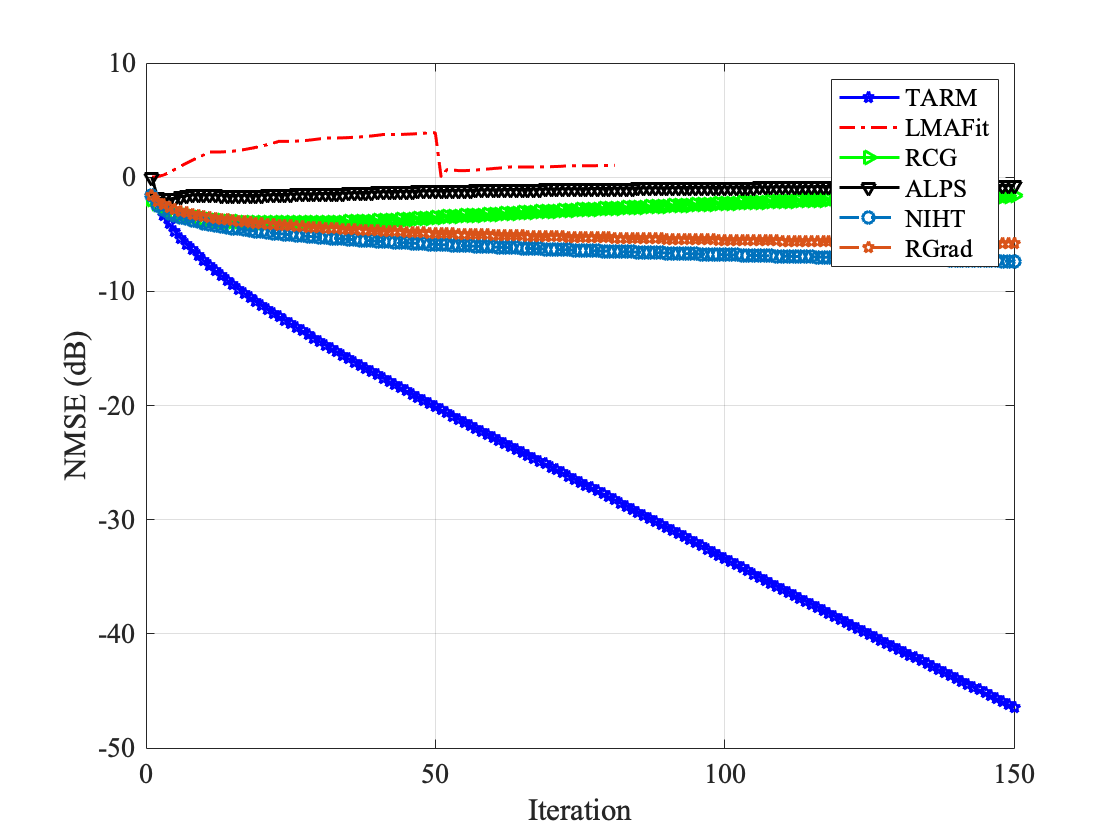 10
0
-10
-20
-30
-40
-50
NMSE (dB)
0 50 100 150
Iteration
TARM
LMAFit
RCG
ALPS
NIHT
RGrad